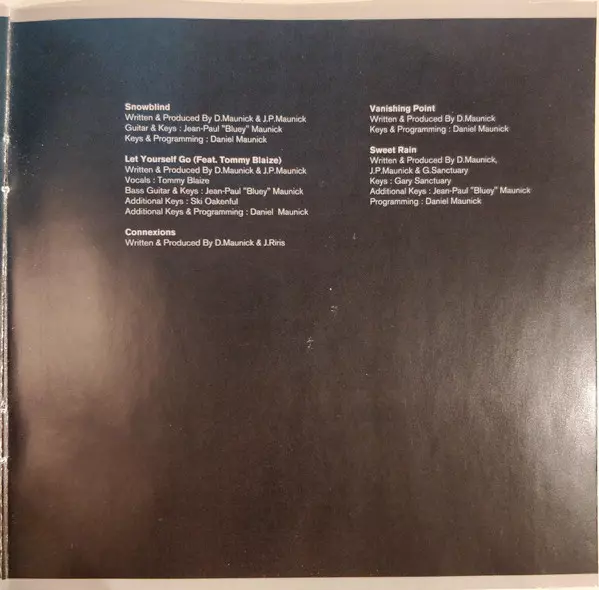 Snowblind
Written & Produced By D.Maunick & J.P.Maunick
Guitar & Keys : Jean-Paul "Bluey" Maunick
Keys & Programming : Daniel Maunick
Let Yourself Go (Feat. Tommy Blaize)
Written & Produced By D.Maunick & J.P.Maunick
Vocals : Tommy Blaize
Bass Guitar & Keys : Jean-Paul "Bluey" Maunick
Additional Keys : Ski Oakenful
Additional Keys & Programming : Daniel Maunick
Connexions
Written & Produced By D.Maunick & J.Riris
Vanishing Point
Written & Produced By D.Maunick
Keys & Programming : Daniel Maunick
Sweet Rain
Written & Produced By D.Maunick,
J.P.Maunick & G.Sanctuary
Keys : Gary Sanctuary
Additional Keys : Jean-Paul "Bluey" Maunick
Programming : Daniel Maunick